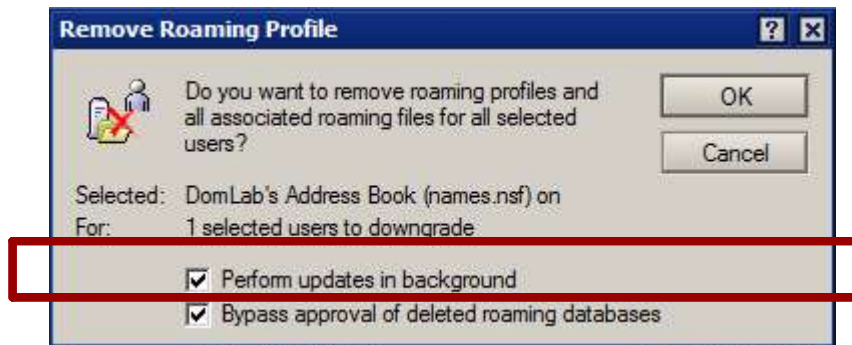 Remove Roaming Profile
Do you want to remove roaming profiles and
all associated roaming files for all selected
users?
OK
Cancel
Selected: DomLab's Address Book (names.nsf) on
For: 1 selected users to downgrade
Perform updates in background
Bypass approval of deleted roaming databases